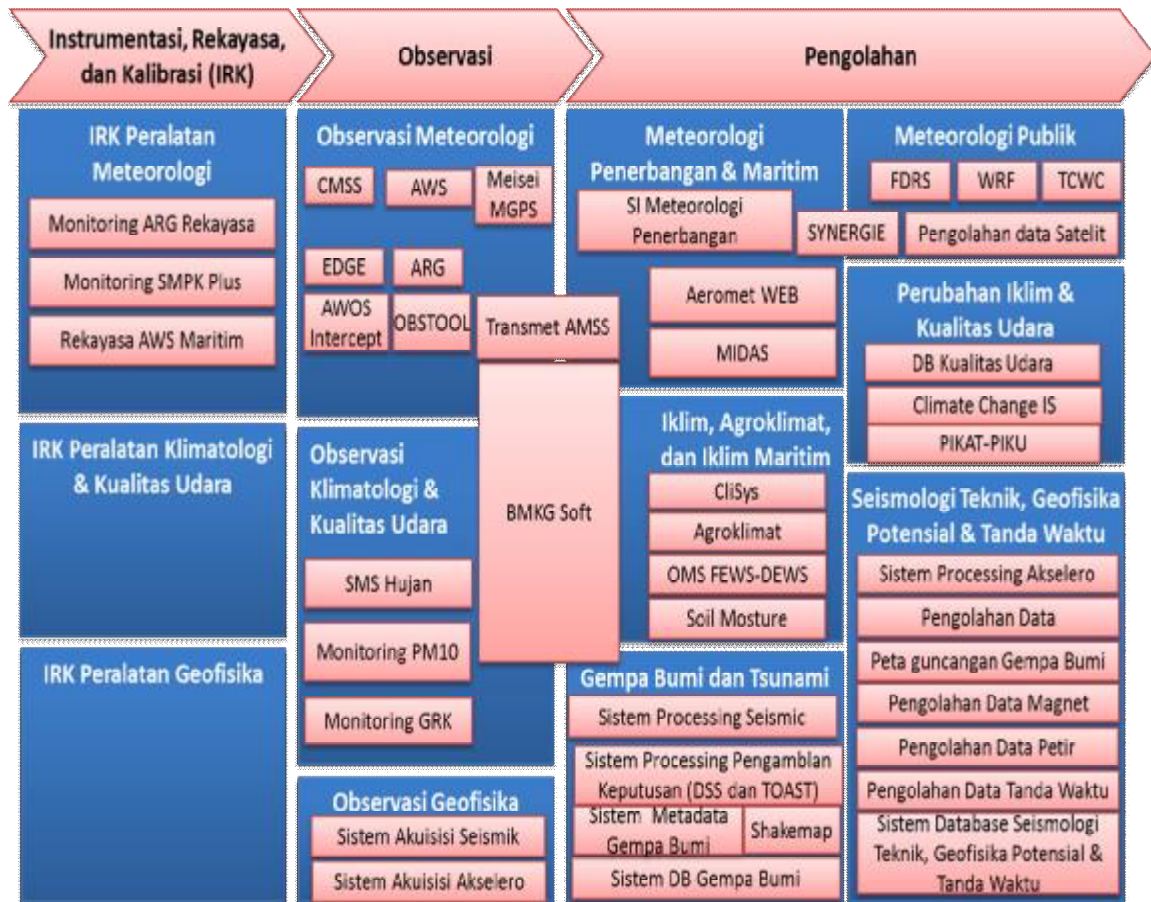 Instrumentasi, Rekayasa,
dan Kalibrasi (IRK)
Observasi
Pengolahan
IRK Peralatan
Meteorologi
Monitoring ARG Rekayasa
Monitoring SMPK Plus
Rekayasa AWS Maritim
IRK Peralatan Klimatologi
& Kualitas Udara
IRK Peralatan Geofisika
Observasi Meteorologi
CMSS
AWS
Meisei
MGPS
EDGE
ARG
AWOS
Intercept
OBSTOOL
Transmet AMSS
BMKG Soft
Observasi
Klimatologi &
Kualitas Udara
SMS Hujan
Monitoring PM10
Monitoring GRK
Observasi Geofisika
Sistem Akuisisi Seismik
Sistem Akuisisi Akselero
Meteorologi
Penerbangan & Maritim
SI Meteorologi
Penerbangan
SYNERGIE
Aeromet WEB
MIDAS
Iklim, Agroklimat,
dan Iklim Maritim
CliSys
Agroklimat
OMS FEWS-DEWS
Soil Mosture
Gempa Bumi dan Tsunami
Sistem Processing Seismic
Sistem Processing Pengamblan
Keputusan (DSS dan TOAST)
Sistem Metadata
Gempa Bumi
Shakemap
Sistem DB Gempa Bumi
Meteorologi Publik
FDRS
WRF
TCWC
Pengolahan data Satelit
Perubahan Iklim &
Kualitas Udara
DB Kualitas Udara
Climate Change IS
PIKAT-PIKU
Seismologi Teknik, Geofisika
Potensial & Tanda Waktu
Sistem Processing Akselero
Pengolahan Data
Peta guncangan Gempa Bumi
Pengolahan Data Magnet
Pengolahan Data Petir
Pengolahan Data Tanda Waktu
Sistem Database Seismologi
Teknik, Geofisika Potensial &
Tanda Waktu